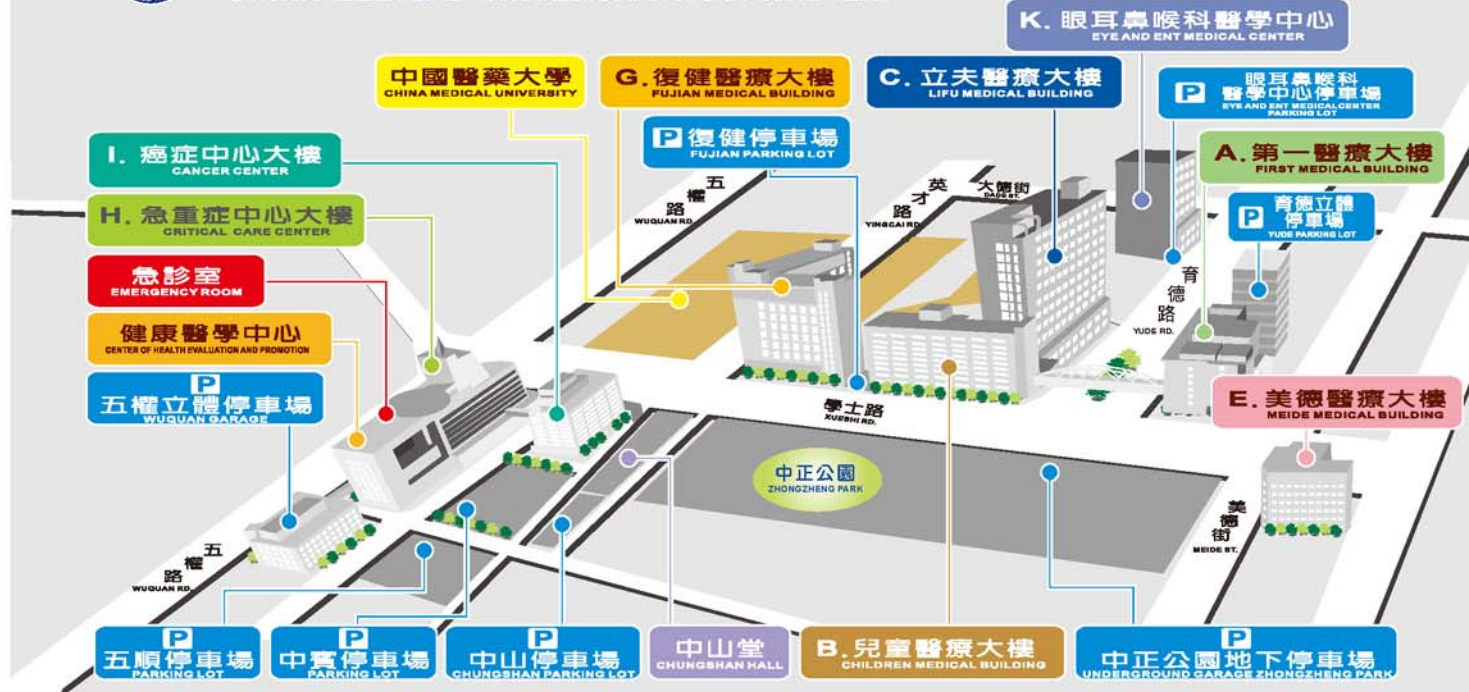 K. 眼耳鼻喉科醫學中心
EYE AND ENT MEDICAL CENTER
中國醫藥大學
CHINA MEDICAL UNIVERSITY
G.復健醫療大樓
FUJIAN MEDICAL BUILDING
C. 立夫醫療大樓
LIFU MEDICAL BUILDING
P 眼耳鼻喉科
醫學中心停車場
EYE AND ENT MEDICALCENTER
PARKING LOT
P 復健停車場
FUJIAN PARKING LOT
I. 癌症中心大樓
CANCER CENTER
A.第一醫療大樓
FIRST MEDICAL BUILDING
五權路
WUQUAN RD.
英才路
YINGCAI RD.
大德街
DADE ST.
H. 急重症中心大樓
CRITICAL CARE CENTER
P 育德立體
停車場
YUDE PARKING LOT
急診室
EMERGENCY ROOM
育德路
YUDE RD.
健康醫學中心
CENTER OF HEALTH EVALUATION AND PROMOTION
P
五權立體停車場
WUQUAN GARAGE
E.美德醫療大樓
MEIDE MEDICAL BUILDING
學士路
XUESHI RD.
中正公園
ZHONGZHENG PARK
美德街
MEIDE ST.
五權路
WUQUAN RD.
P
五順停車場
PARKING LOT
P
中賓停車場
PARKING LOT
P
中山停車場
CHUNGSHAN PARKING LOT
中山堂
CHUNGSHAN HALL
B.兒童醫療大樓
CHILDREN MEDICAL BUILDING
P
中正公園地下停車場
UNDERGROUND GARAGE ZHONGZHENG PARK